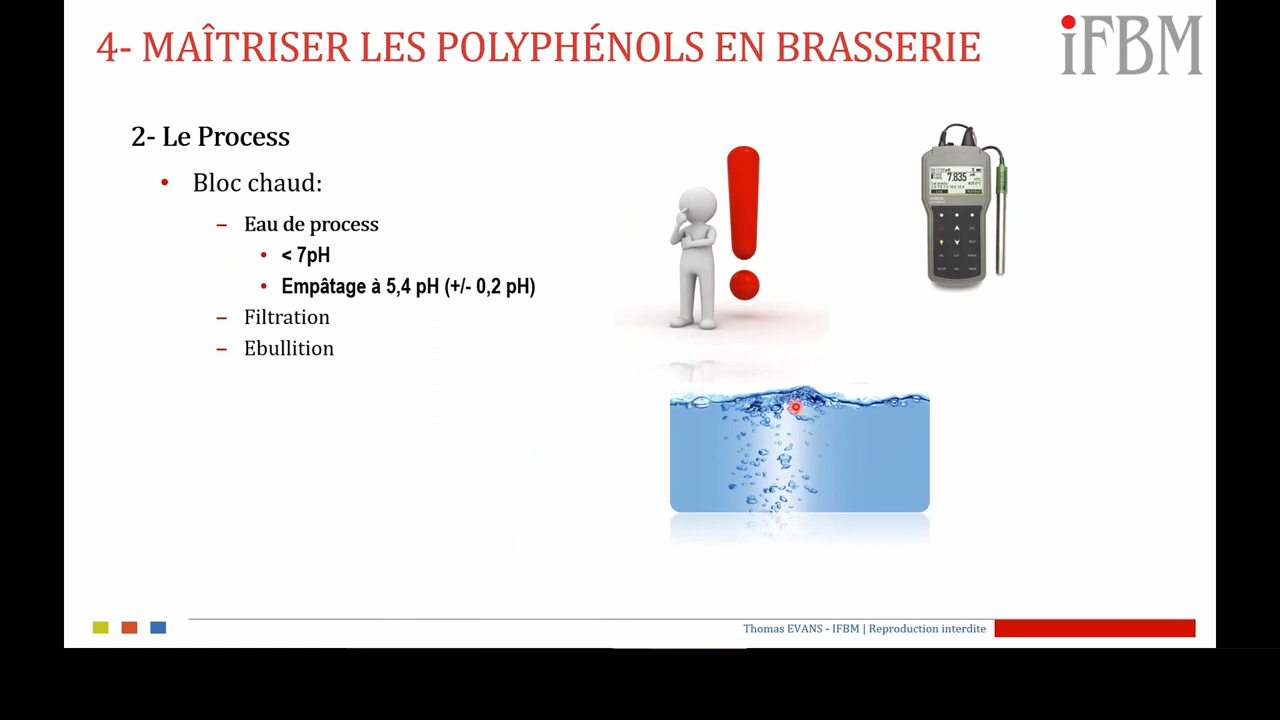 4- MAÎTRISER LES POLYPHÉNOLS EN BRASSERIE
iFBM
2- Le Process
• Bloc chaud:
– Eau de process
• < 7pH
• Empâtage à 5,4 pH (+/- 0,2 pH)
– Filtration
– Ebullition
7.835
Thomas EVANS - IFBM | Reproduction interdite